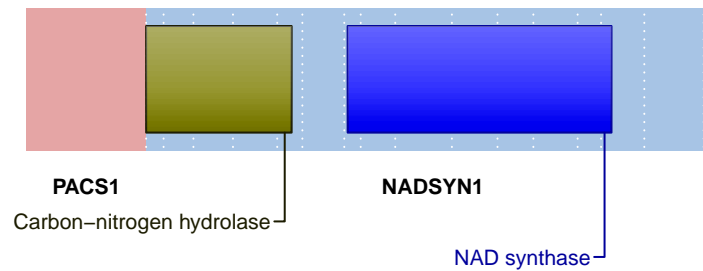 PACS1 NADSYN1
Carbon−nitrogen hydrolase
NAD synthase